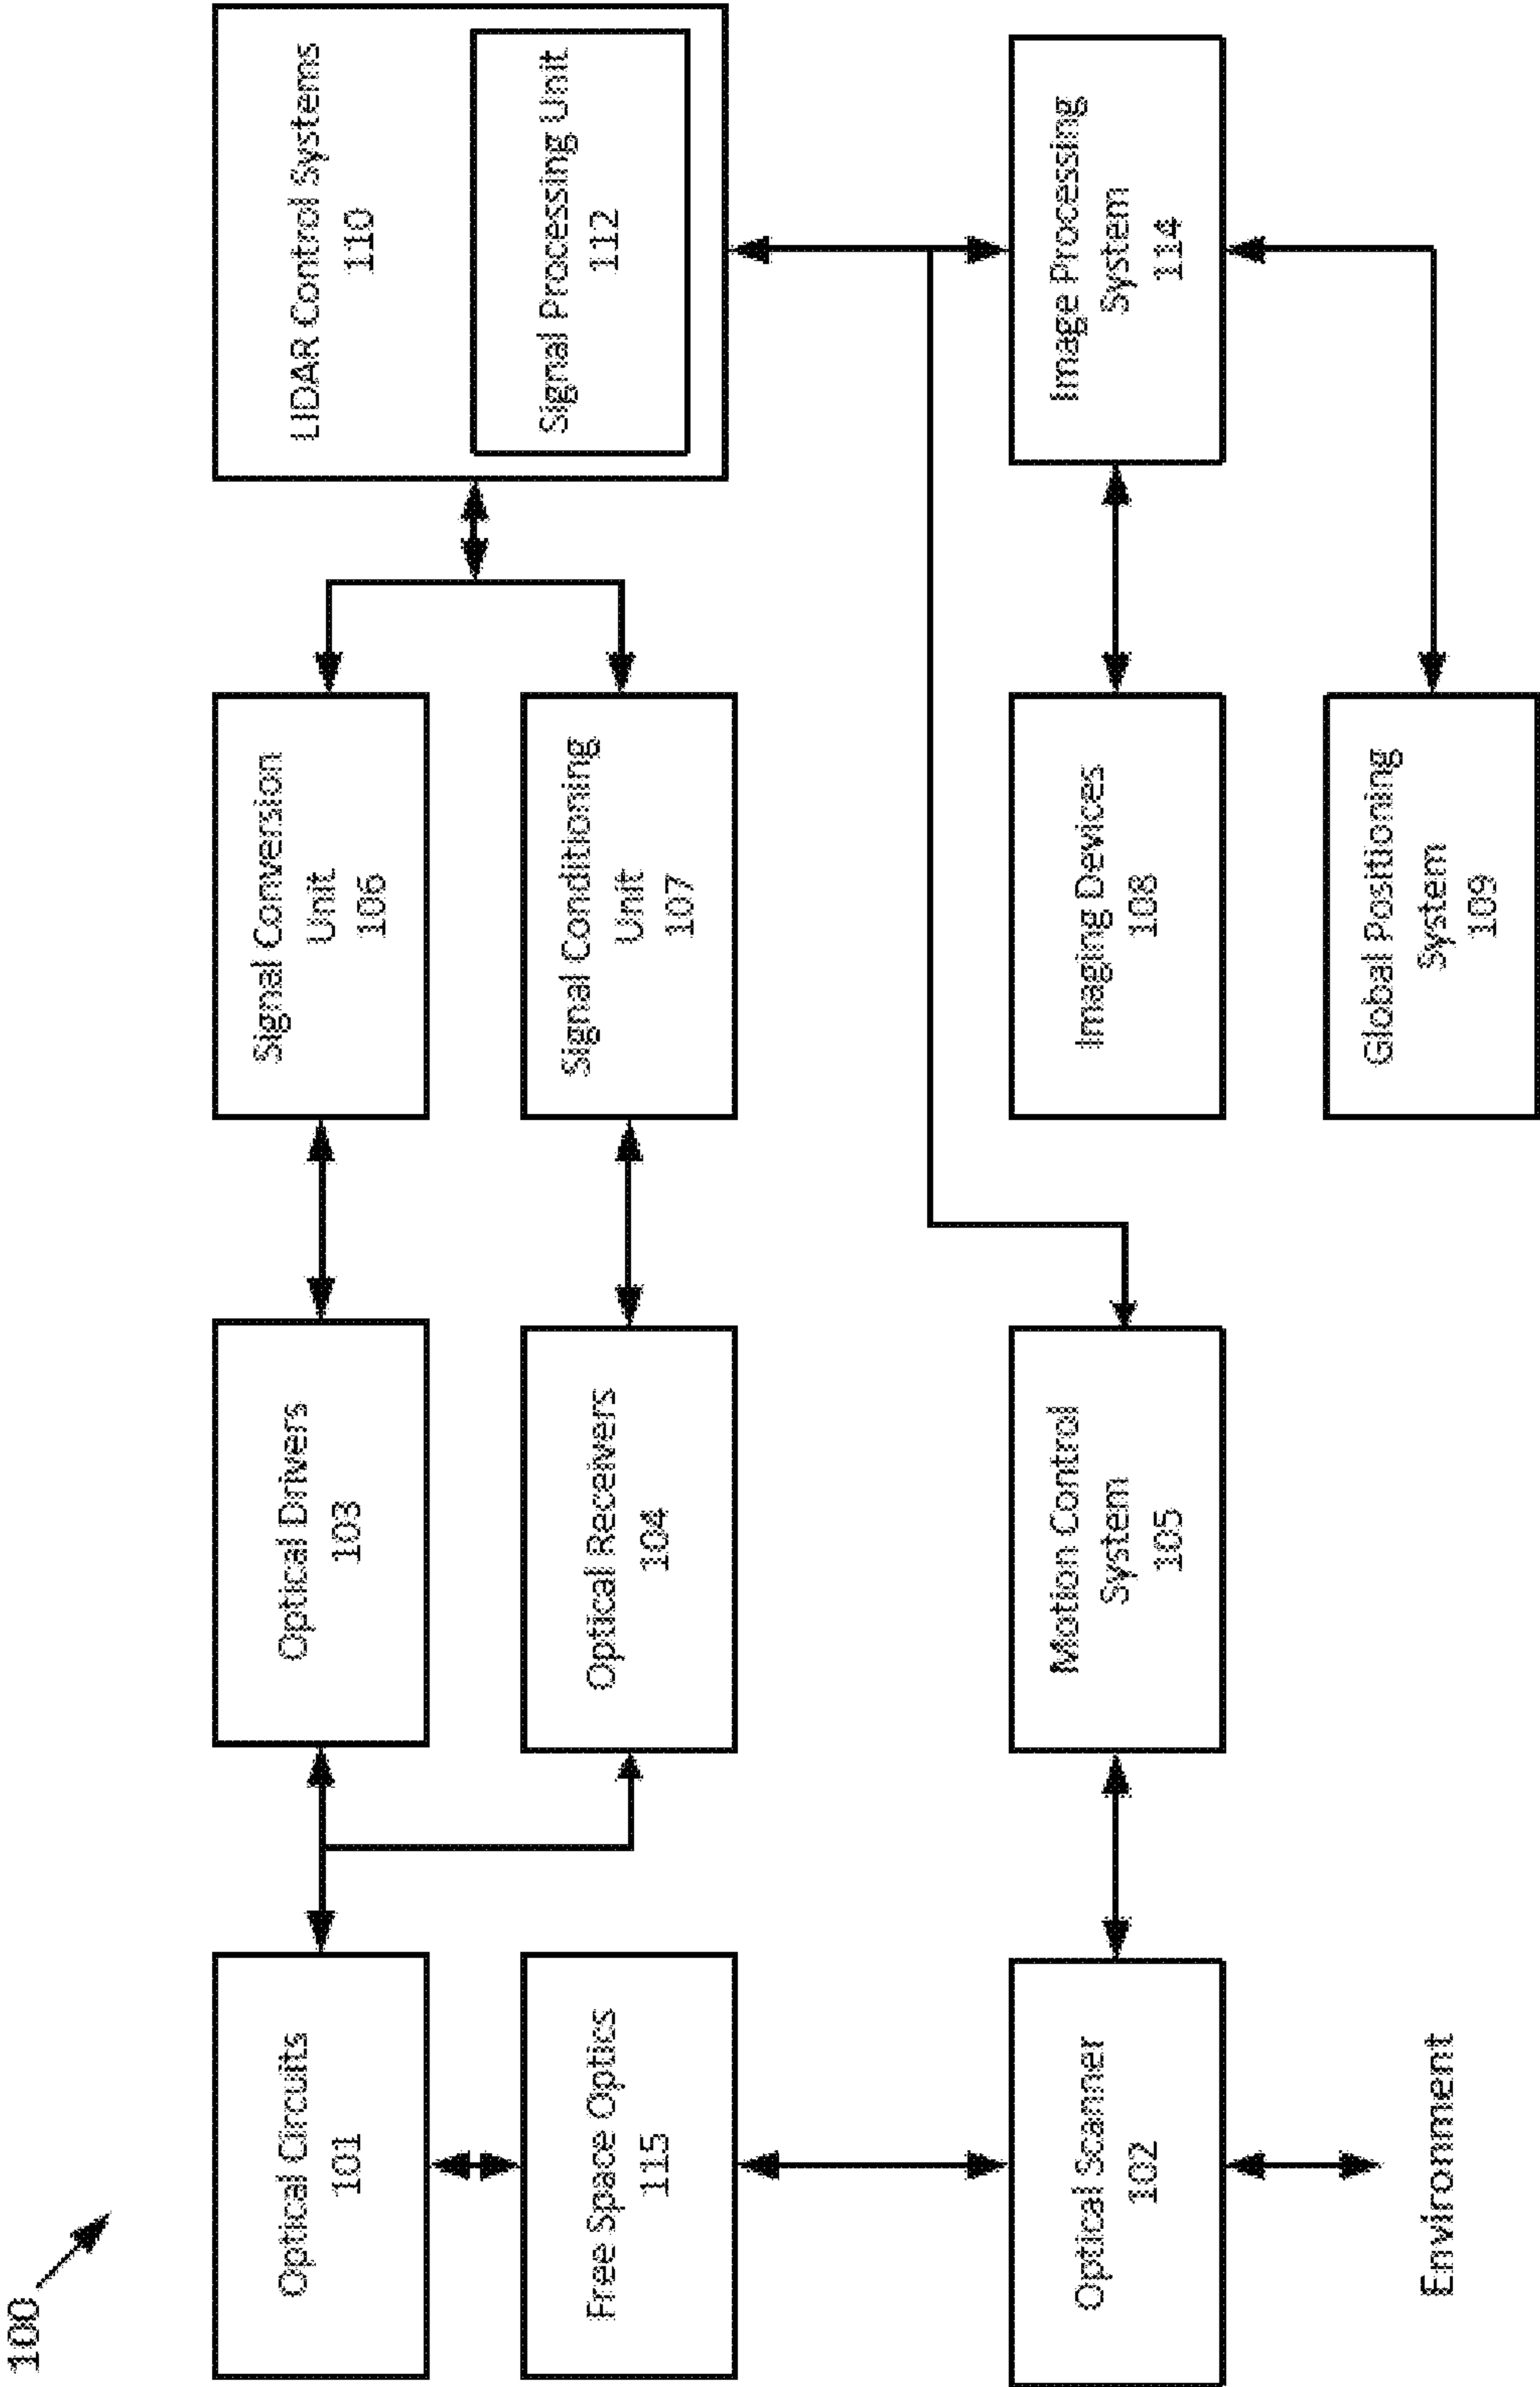 100
Optical Circuits
101
Optical Drivers
103
Signal Conversion
Unit
106
LIDAR Control Systems
110
Signal Processing Unit
112
Free Space Optics
115
Optical Receivers
104
Signal Conditioning
Unit
107
Optical Scanner
102
Motion Control
System
105
Imaging Devices
108
Image Processing
System
114
Environment
Global Positioning
System
109